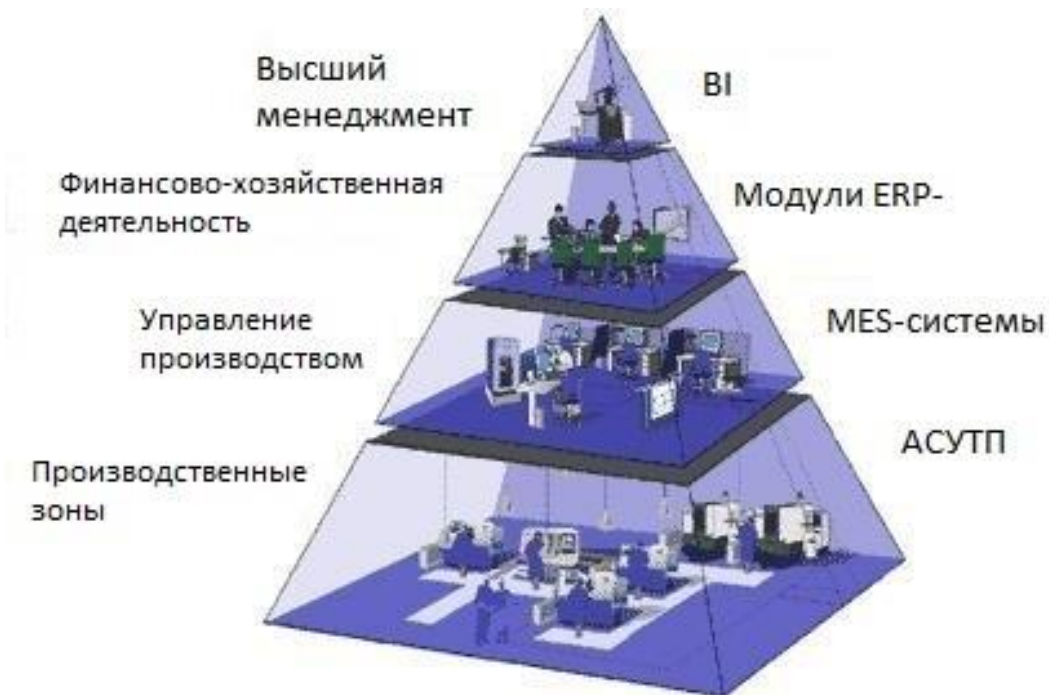 Высший
менеджмент
BI
Финансово-хозяйственная
деятельность
Модули ERP-
Управление
производством
MES-системы
АСУТП
Производственные
зоны